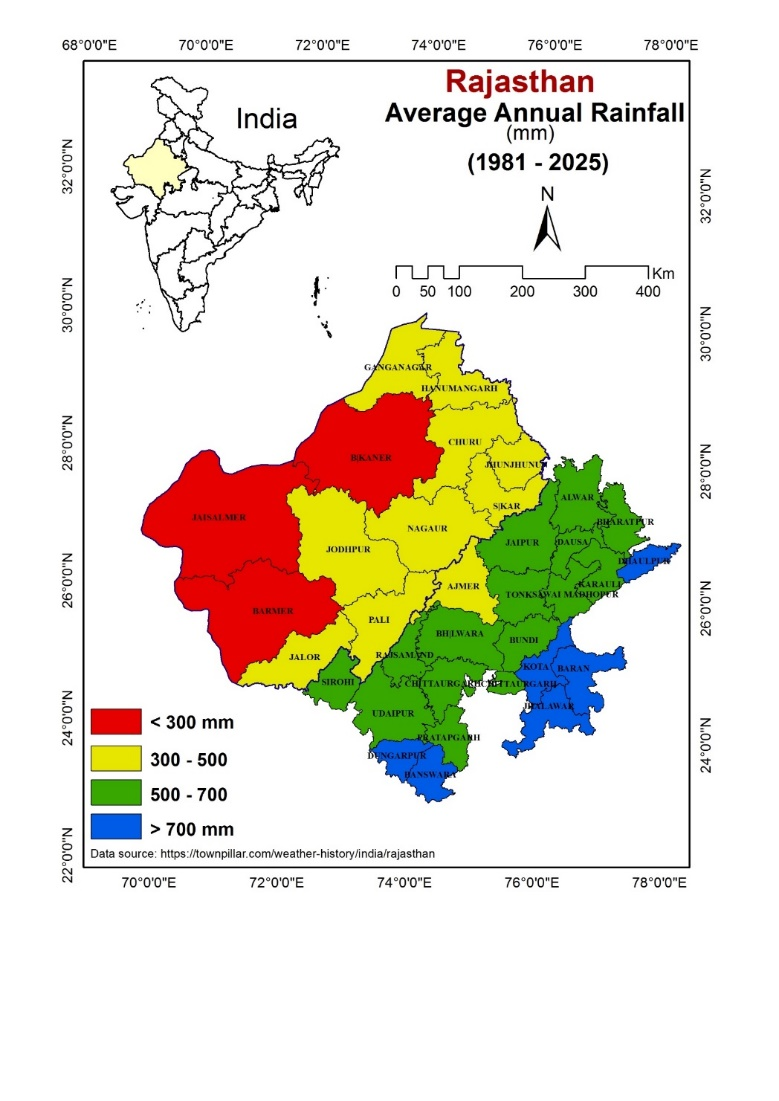 68°0'0"E 70°0'0"E 72°0'0"E 74°0'0"E 76°0'0"E 78°0'0"E
Rajasthan
Average Annual Rainfall
(mm)
(1981 - 2025)
India
N
Km
0 50 100 200 300 400
32°0'0"N
30°0'0"N
28°0'0"N
26°0'0"N
24°0'0"N
22°0'0"N
32°0'0"N
30°0'0"N
28°0'0"N
26°0'0"N
24°0'0"N
GANGANAGAR
HANUMANGARH
CHURU
BIKANER
JHUNJHUNU
SIKAR
ALWAR
JAISALMER
BHARATPUR
NAGAUR
JODHPUR
JAIPUR
DAUSA
DHAULPUR
AJMER
KARAULI
TONK
SAWAI MADHOPUR
BARMER
PALI
BHILWARA
BUNDI
JALOR
RAJSAMAND
KOTA
BARAN
SIROHI
CHITTAURGARH
CHITTAURGARH
JHALAWAR
UDAIPUR
PRATAPGARH
DUNGARPUR
BANSWARA
< 300 mm
300 - 500
500 - 700
> 700 mm
Data source: https://townpillar.com/weather-history/india/rajasthan
70°0'0"E 72°0'0"E 74°0'0"E 76°0'0"E 78°0'0"E